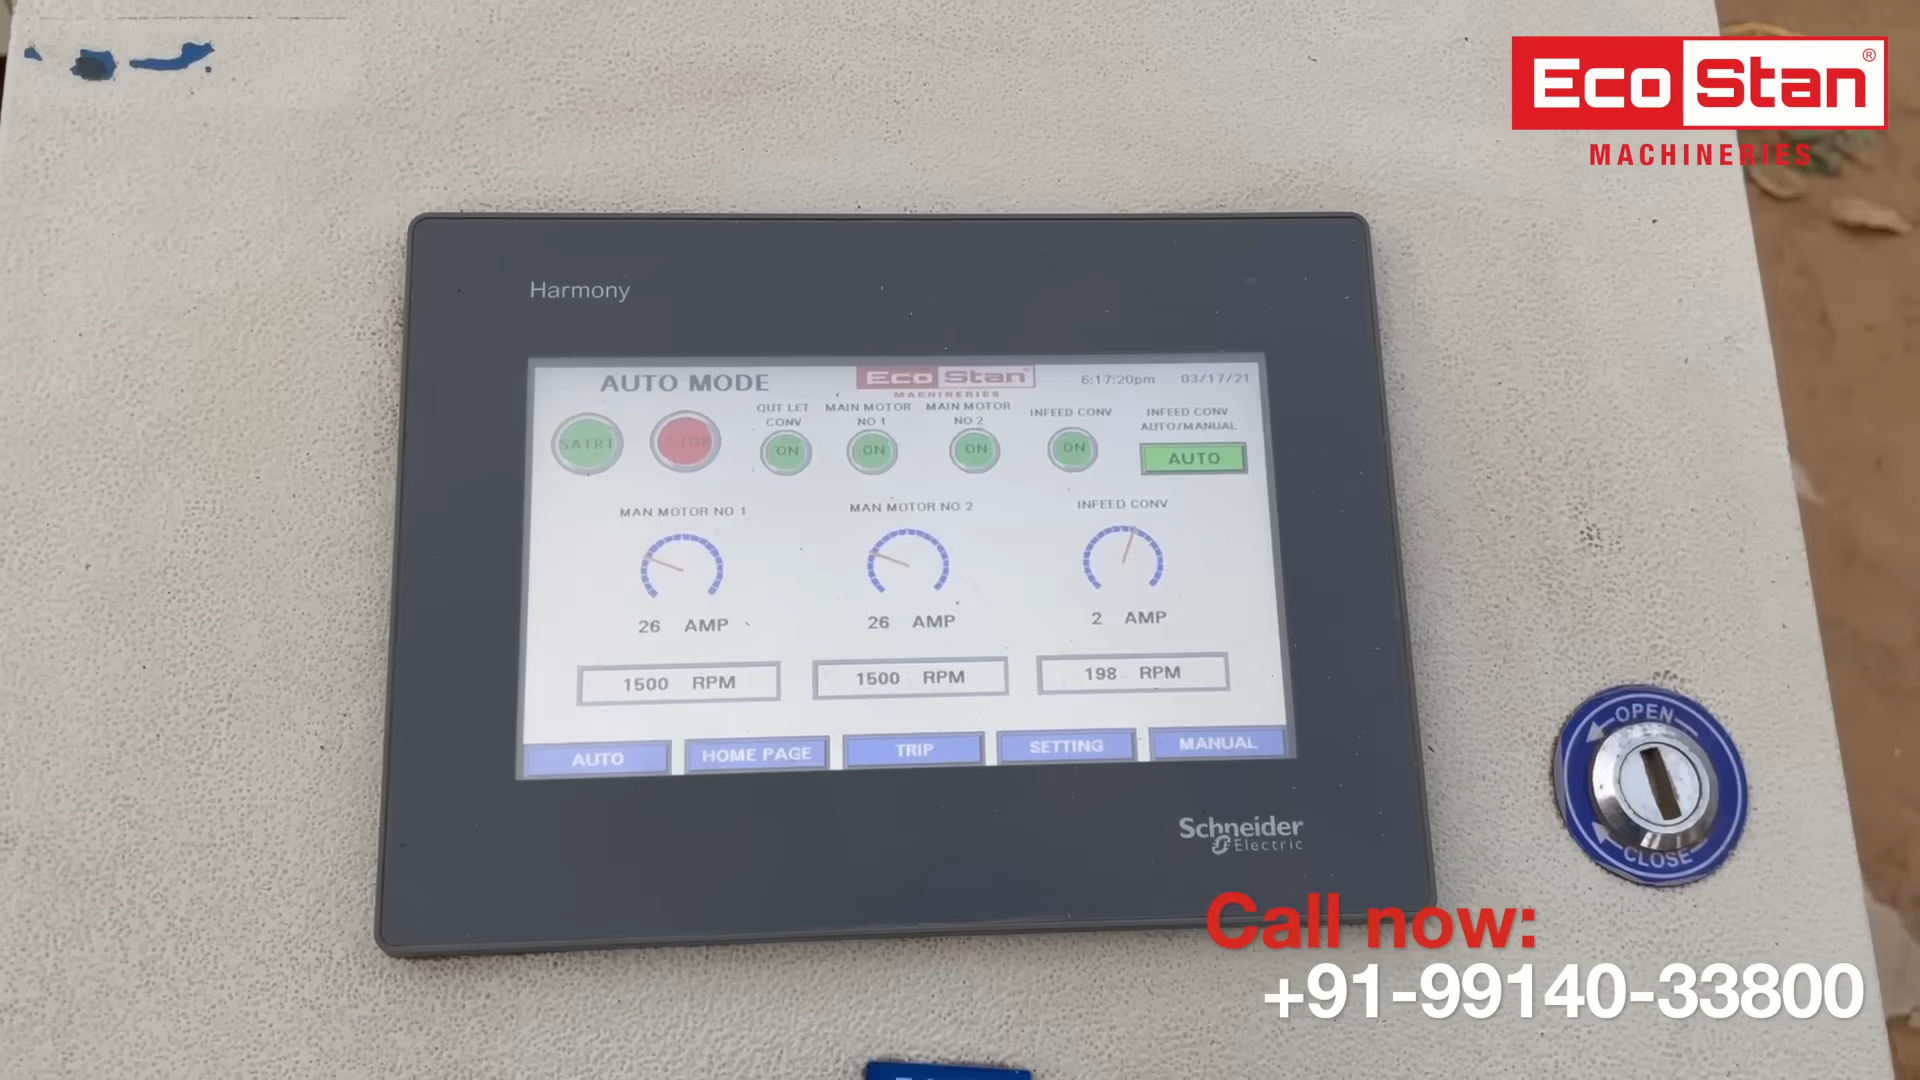 Eco Stan®
MACHINERIES
Harmony
AUTO MODE
Eco Stan
MACHINERIES
6:17:20pm 03/17/21
SATRT
STOP
QUT LET
CONV
ON
MAIN MOTOR
NO 1
ON
MAIN MOTOR
NO 2
ON
INFEED CONV
ON
INFEED CONV
AUTO/MANUAL
AUTO
MAN MOTOR NO 1
26 AMP
1500 RPM
MAN MOTOR NO 2
26 AMP
1500 RPM
INFEED CONV
2 AMP
198 RPM
AUTO
HOME PAGE
TRIP
SETTING
MANUAL
Schneider
Electric
OPEN
CLOSE
Call now:
+91-99140-33800